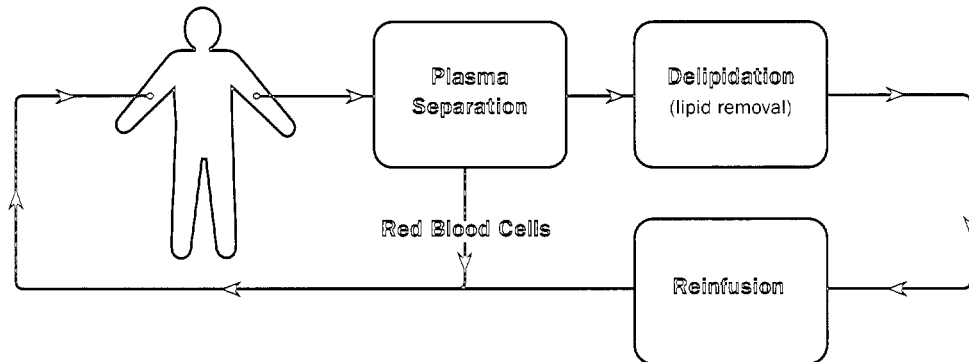 Plasma
Separation
Delipidation
(lipid removal)
Red Blood Cells
Reinfusion